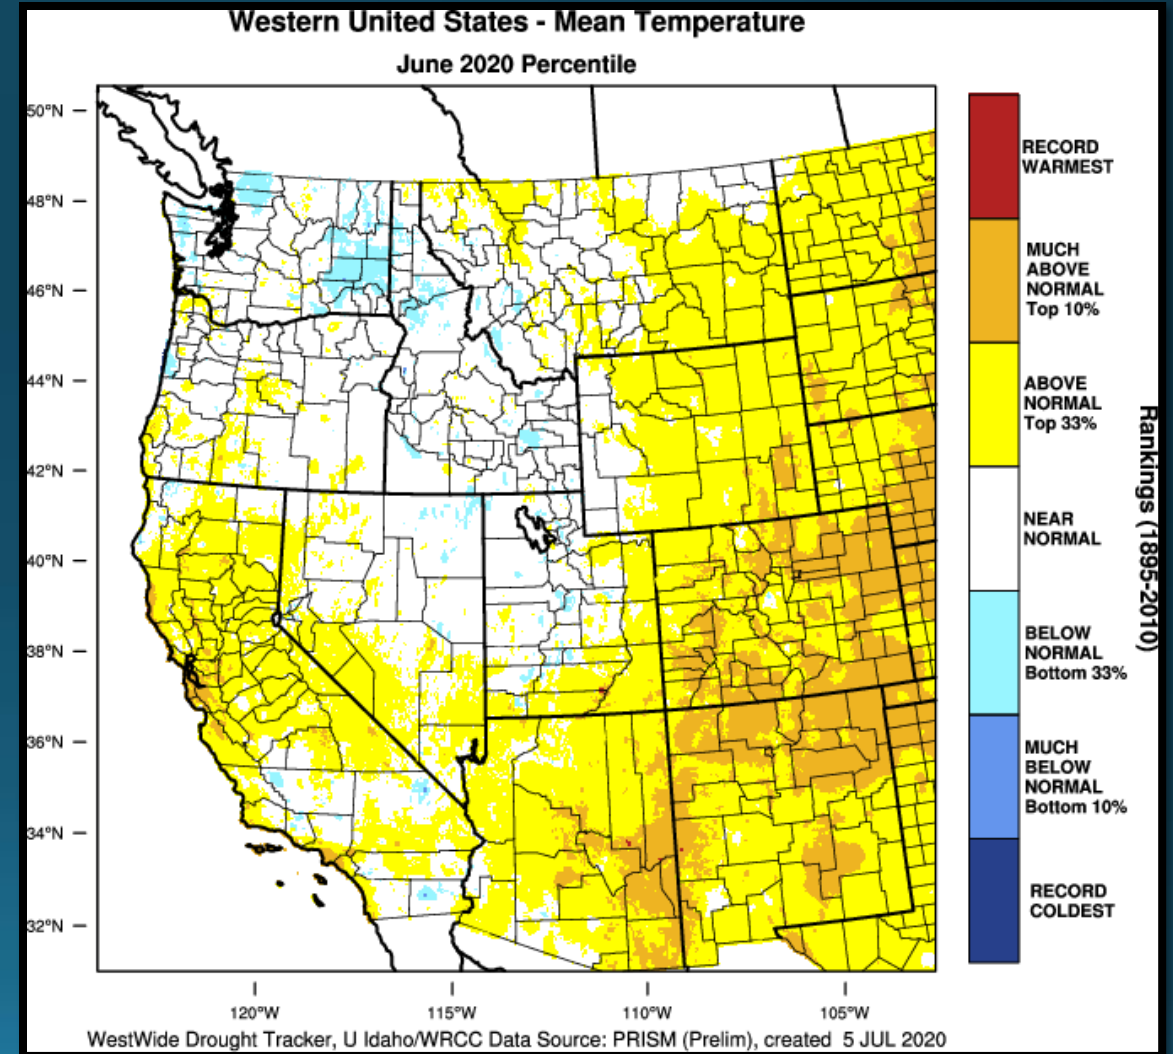 Western United States - Mean Temperature
June 2020 Percentile
50°N
48°N
46°N
44°N
42°N
40°N
38°N
36°N
34°N
32°N
120°W
115°W
110°W
105°W
RECORD
WARMEST
MUCH
ABOVE
NORMAL
Top 10%
ABOVE
NORMAL
Top 33%
NEAR
NORMAL
BELOW
NORMAL
Bottom 33%
MUCH
BELOW
NORMAL
Bottom 10%
RECORD
COLDEST
Rankings (1895-2010)
WestWide Drought Tracker, U Idaho/WRCC Data Source: PRISM (Prelim), created 5 JUL 2020